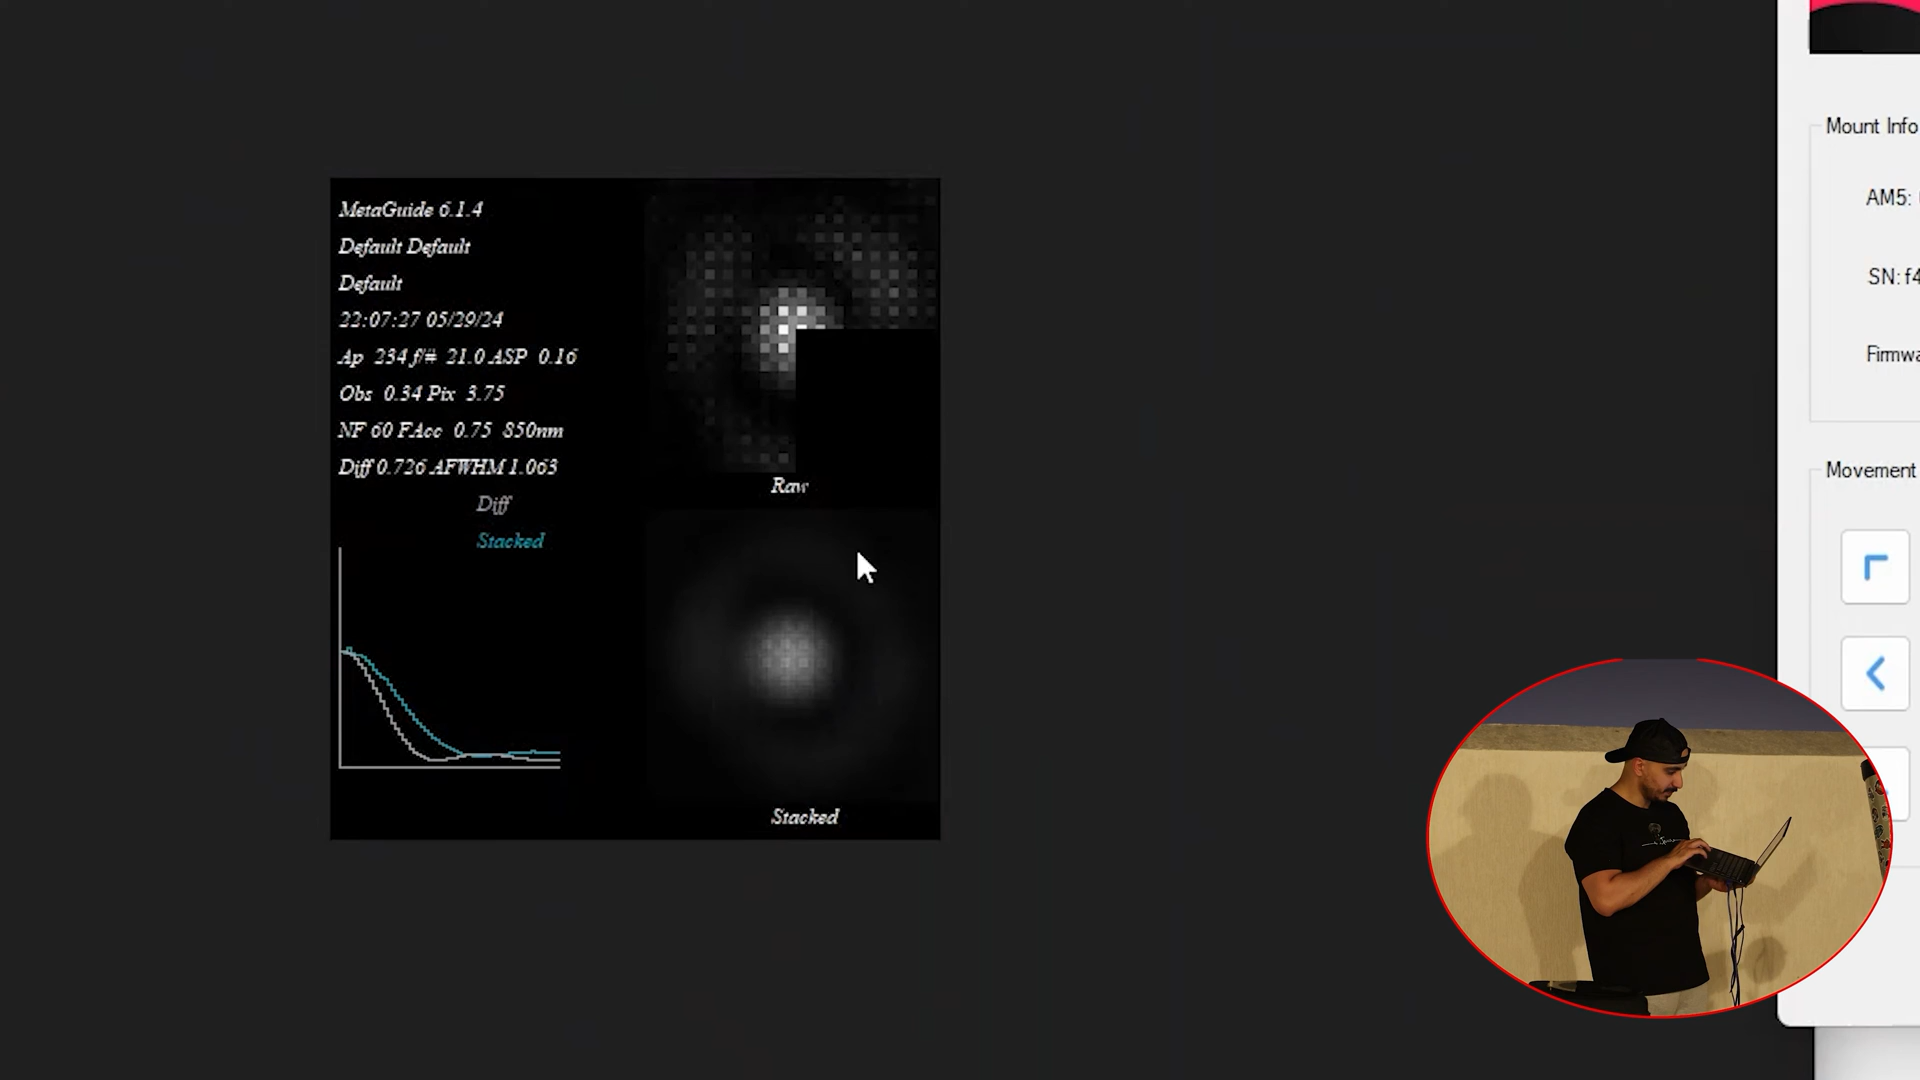 MetaGuide 6.1.4
Default Default
Default
22:07:27 05/29/24
Ap 234 f/# 21.0 ASP 0.16
Obs 0.34 Pix 3.75
NF 60 FAcc 0.75 850nm
Diff 0.726 AFWHM 1.063
Diff
Stacked
Raw
Stacked
Mount Info
AM5:
SN: f4
Firmwa
Movement